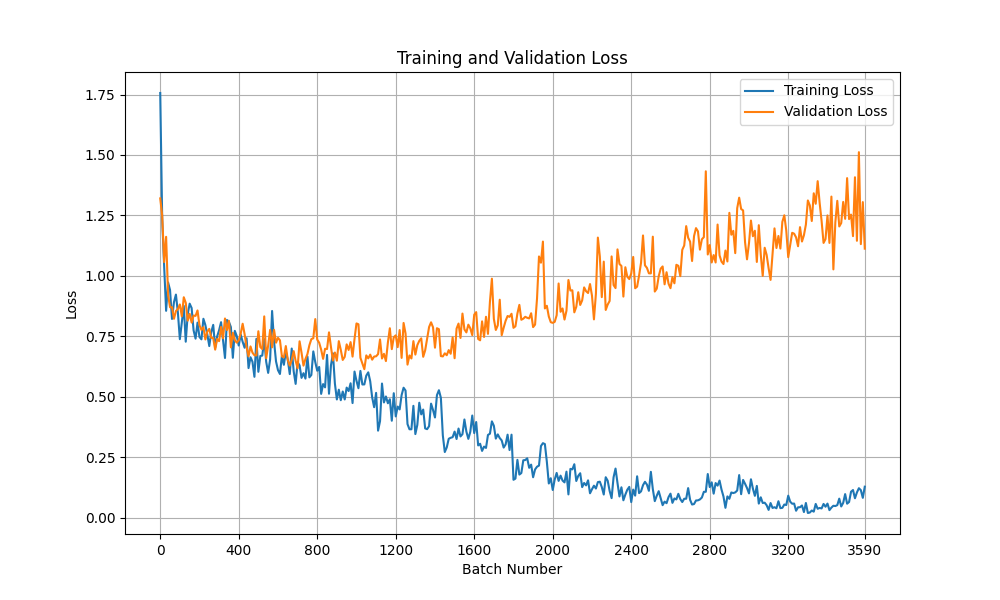 Training and Validation Loss
Training Loss
Validation Loss
1.75
1.50
1.25
1.00
0.75
0.50
0.25
0.00
Loss
0 400 800 1200 1600 2000 2400 2800 3200 3590
Batch Number